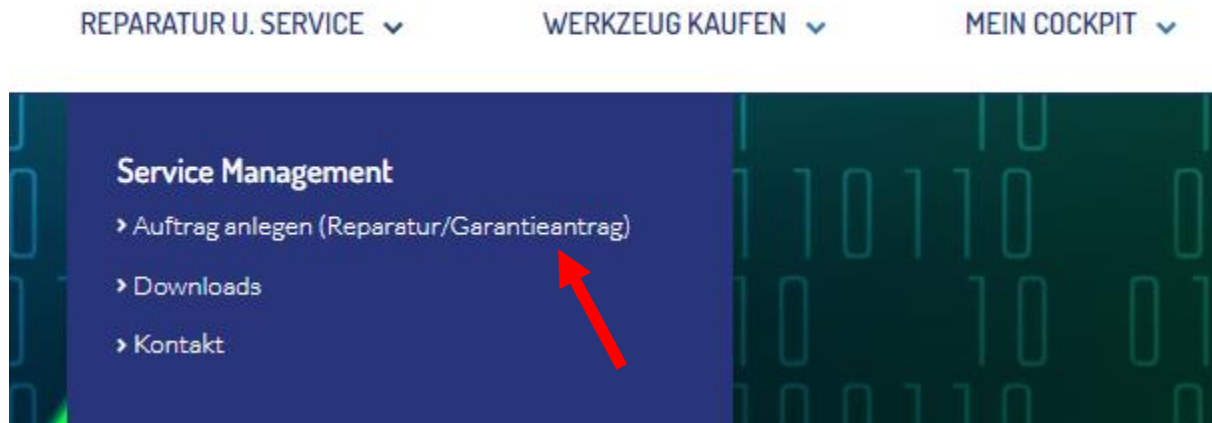 REPARATUR U. SERVICE WERKZEUG KAUFEN MEIN COCKPIT
Service Management
› Auftrag anlegen (Reparatur/Garantieantrag)
› Downloads
› Kontakt